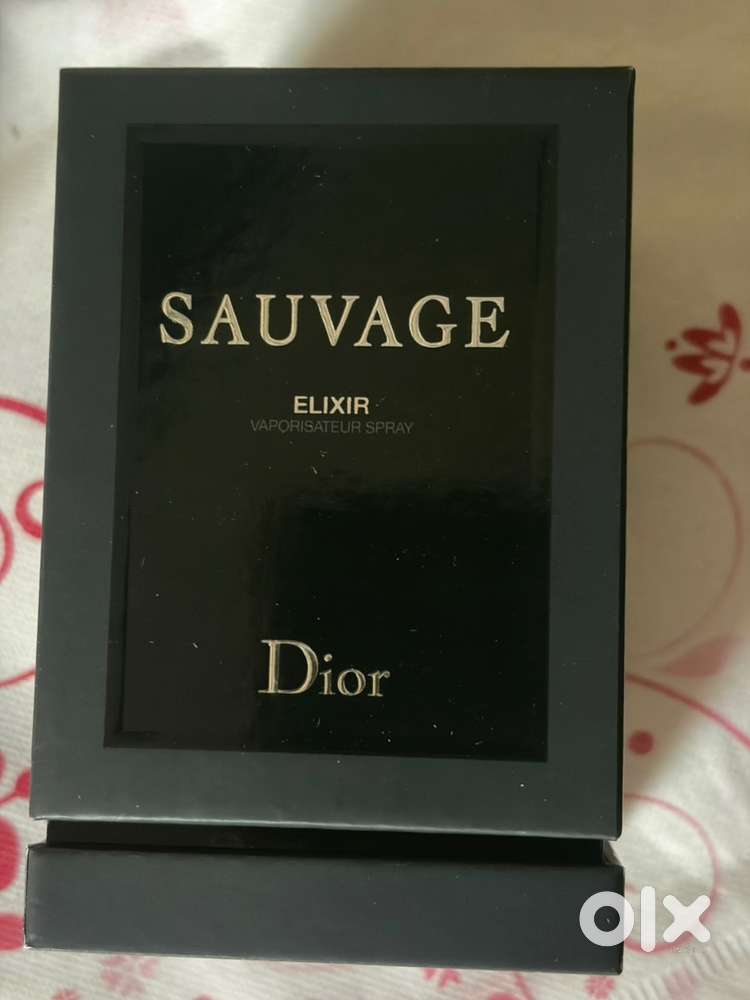 SAUVAGE
ELIXIR
VAPORISATEUR SPRAY
Dior
olx